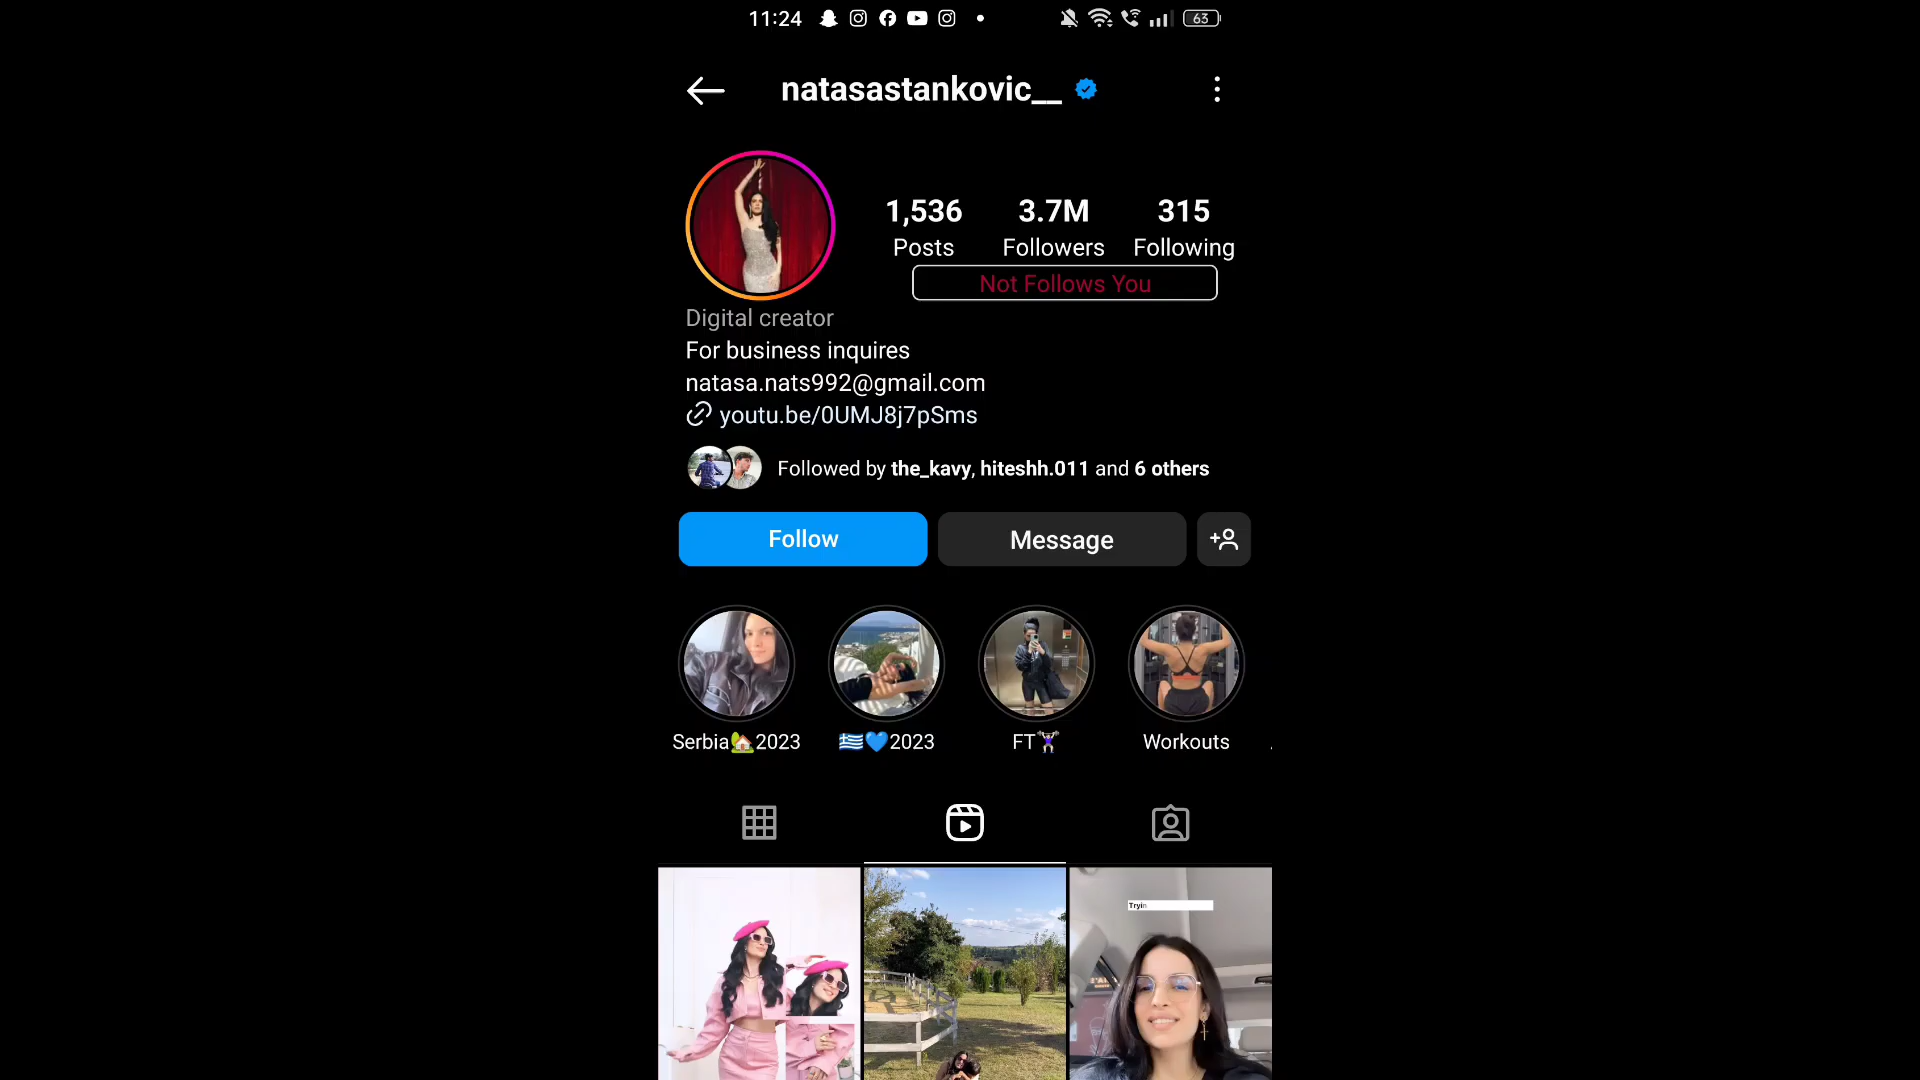 11:24
63
natasastankovic__
1,536 3.7M 315
Posts Followers Following
Not Follows You
Digital creator
For business inquires
natasa.nats992@gmail.com
youtu.be/0UMJ8j7pSms
Followed by the_kavy, hiteshh.011 and 6 others
Follow Message
Serbia🏡2023 🇬🇷💙2023 FT🏋🏻‍♀️ Workouts
Tryin